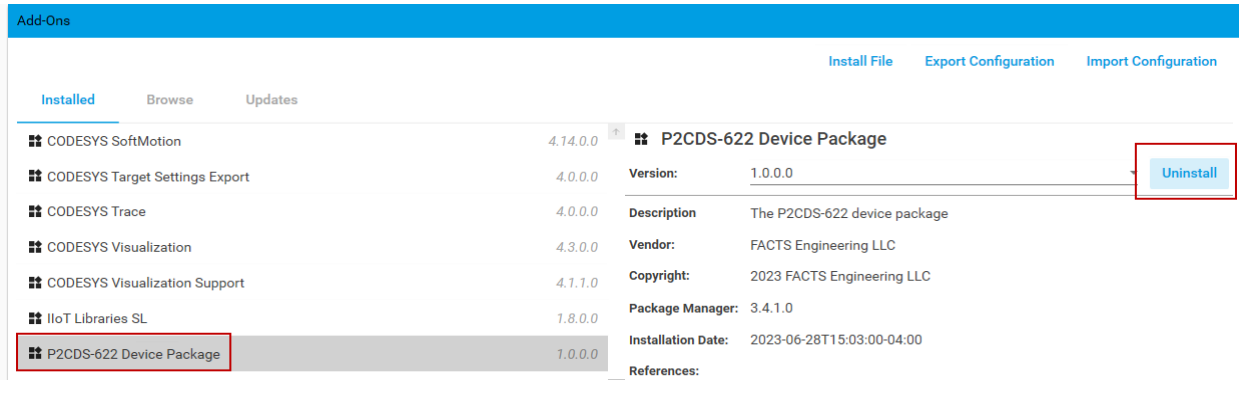 Add-Ons
Install File Export Configuration Import Configuration
Installed Browse Updates
CODESYS SoftMotion 4.14.0.0
CODESYS Target Settings Export 4.0.0.0
CODESYS Trace 4.0.0.0
CODESYS Visualization 4.3.0.0
CODESYS Visualization Support 4.1.1.0
IIoT Libraries SL 1.8.0.0
P2CDS-622 Device Package 1.0.0.0
P2CDS-622 Device Package
Version: 1.0.0.0 Uninstall
Description The P2CDS-622 device package
Vendor: FACTS Engineering LLC
Copyright: 2023 FACTS Engineering LLC
Package Manager: 3.4.1.0
Installation Date: 2023-06-28T15:03:00-04:00
References: